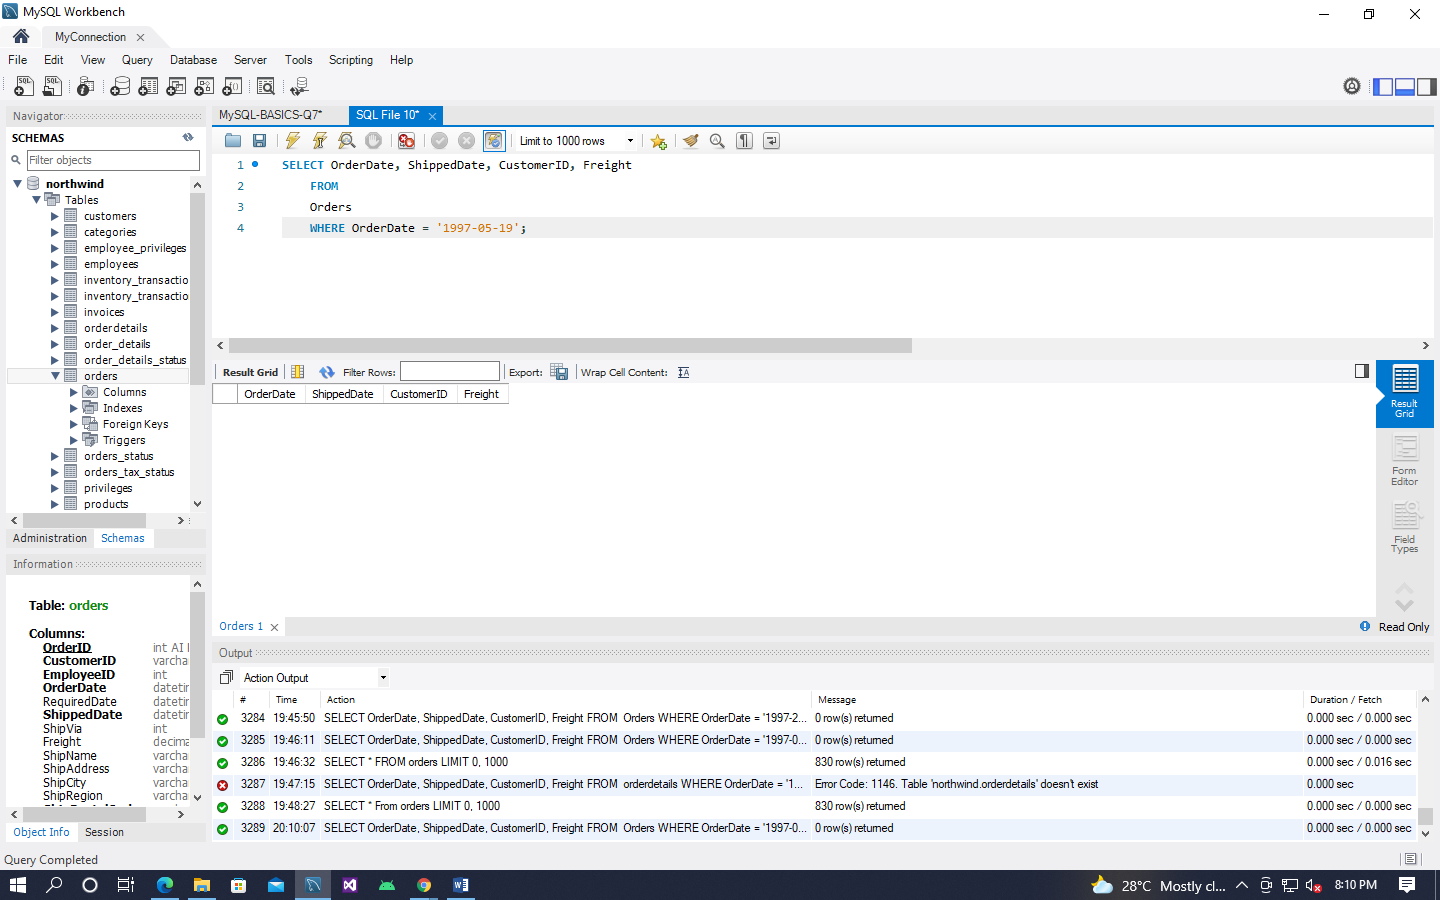 MySQL Workbench
MyConnection
File Edit View Query Database Server Tools Scripting Help
Navigator
SCHEMAS
Filter objects
northwind
Tables
customers
categories
employee_privileges
employees
inventory_transactio
inventory_transactio
invoices
orderdetails
order_details
order_details_status
orders
Columns
Indexes
Foreign Keys
Triggers
orders_status
orders_tax_status
privileges
products
Administration Schemas
Information
Table: orders
Columns:
OrderID int AI
CustomerID varcha
EmployeeID int
OrderDate datetin
RequiredDate datetin
ShippedDate datetin
ShipVia int
Freight decima
ShipName varcha
ShipAddress varcha
ShipCity varcha
ShipRegion varcha
Object Info Session
MySQL-BASICS-Q7* SQL File 10*
Limit to 1000 rows
1 SELECT OrderDate, ShippedDate, CustomerID, Freight
2 FROM
3 Orders
4 WHERE OrderDate = '1997-05-19';
Result Grid Filter Rows: Export: Wrap Cell Content:
OrderDate ShippedDate CustomerID Freight
Result Grid
Form Editor
Field Types
Orders 1
Read Only
Output
Action Output
# Time Action Message Duration / Fetch
3284 19:45:50 SELECT OrderDate, ShippedDate, CustomerID, Freight FROM Orders WHERE OrderDate = '1997-2... 0 row(s) returned 0.000 sec / 0.000 sec
3285 19:46:11 SELECT OrderDate, ShippedDate, CustomerID, Freight FROM Orders WHERE OrderDate = '1997-0... 0 row(s) returned 0.000 sec / 0.000 sec
3286 19:46:32 SELECT * FROM orders LIMIT 0, 1000 830 row(s) returned 0.000 sec / 0.016 sec
3287 19:47:15 SELECT OrderDate, ShippedDate, CustomerID, Freight FROM orderdetails WHERE OrderDate = '1... Error Code: 1146. Table 'northwind.orderdetails' doesn't exist 0.000 sec
3288 19:48:27 SELECT * From orders LIMIT 0, 1000 830 row(s) returned 0.000 sec / 0.000 sec
3289 20:10:07 SELECT OrderDate, ShippedDate, CustomerID, Freight FROM Orders WHERE OrderDate = '1997-0... 0 row(s) returned 0.000 sec / 0.000 sec
Query Completed
28°C Mostly cl... 8:10 PM